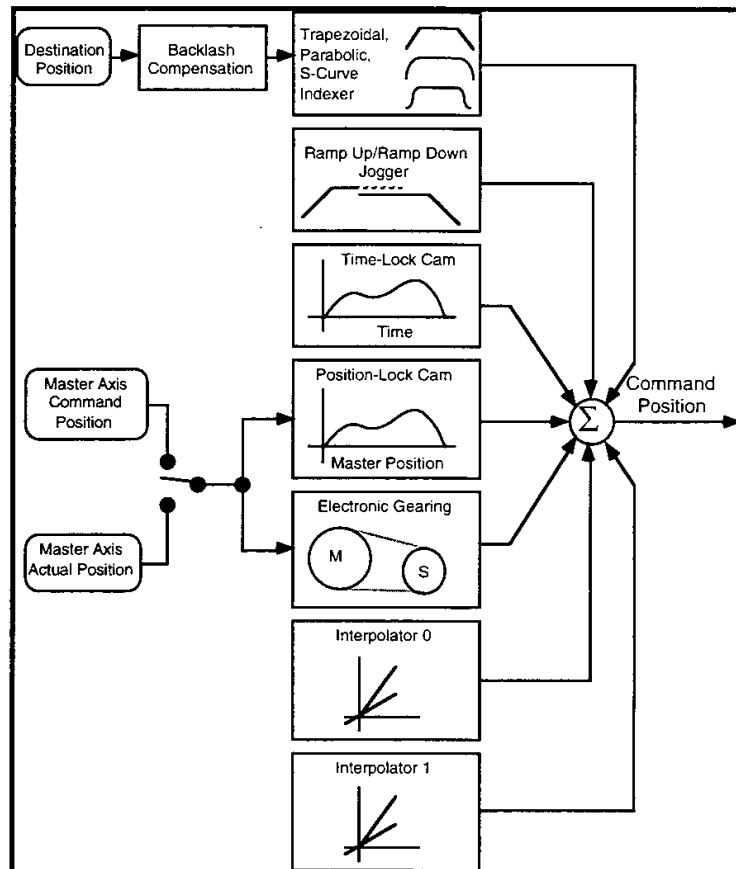 Destination
Position
Backlash
Compensation
Trapezoidal,
Parabolic,
S-Curve
Indexer
Ramp Up/Ramp Down
Jogger
Time-Lock Cam
Time
Master Axis
Command
Position
Position-Lock Cam
Master Position
Command
Position
Σ
Master Axis
Actual Position
Electronic Gearing
M
S
Interpolator 0
Interpolator 1